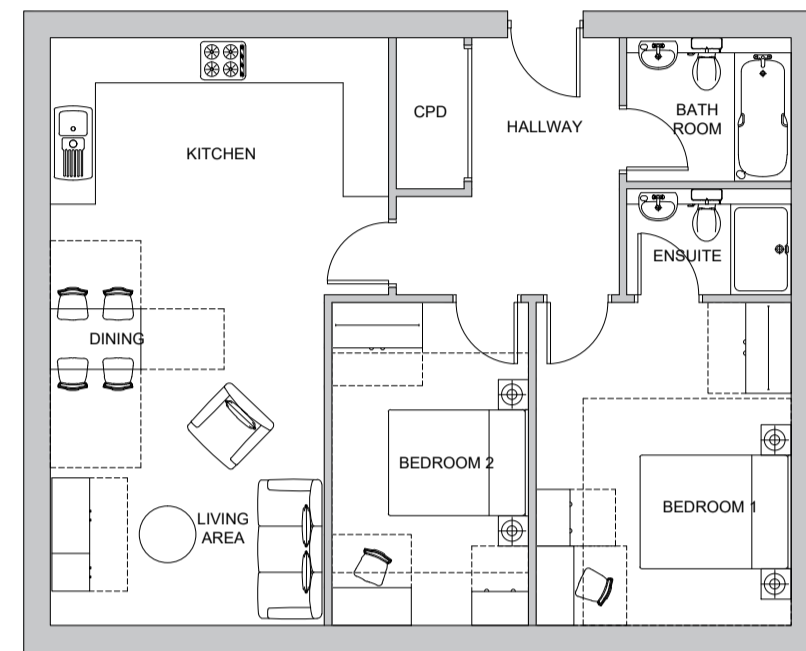 KITCHEN
CPD
HALLWAY
BATH
ROOM
ENSUITE
DINING
LIVING
AREA
BEDROOM 2
BEDROOM 1